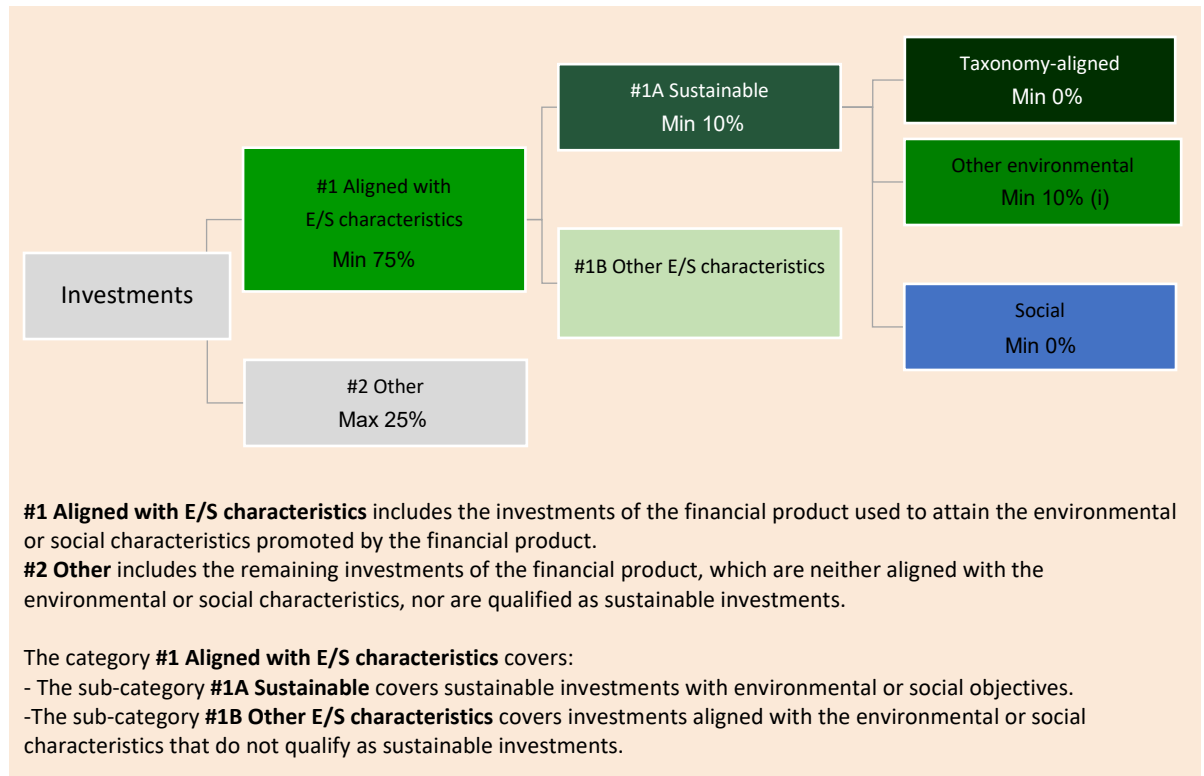 Investments
#1 Aligned with
E/S characteristics
Min 75%
#2 Other
Max 25%
#1A Sustainable
Min 10%
#1B Other E/S characteristics
Taxonomy-aligned
Min 0%
Other environmental
Min 10% (i)
Social
Min 0%
#1 Aligned with E/S characteristics includes the investments of the financial product used to attain the environmental
or social characteristics promoted by the financial product.
#2 Other includes the remaining investments of the financial product, which are neither aligned with the
environmental or social characteristics, nor are qualified as sustainable investments.
The category #1 Aligned with E/S characteristics covers:
- The sub-category #1A Sustainable covers sustainable investments with environmental or social objectives.
-The sub-category #1B Other E/S characteristics covers investments aligned with the environmental or social
characteristics that do not qualify as sustainable investments.